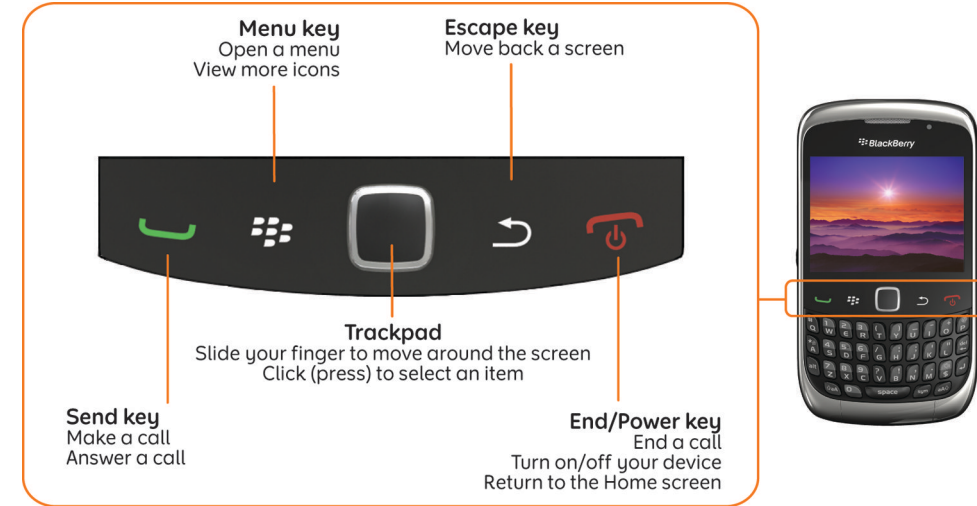 Menu key
Open a menu
View more icons
Escape key
Move back a screen
BlackBerry
Trackpad
Slide your finger to move around the screen
Click (press) to select an item
Send key
Make a call
Answer a call
End/Power key
End a call
Turn on/off your device
Return to the Home screen
Q W E R T Y U I O P
A S D F G H J K L
alt Z X C V B N M $
space sym